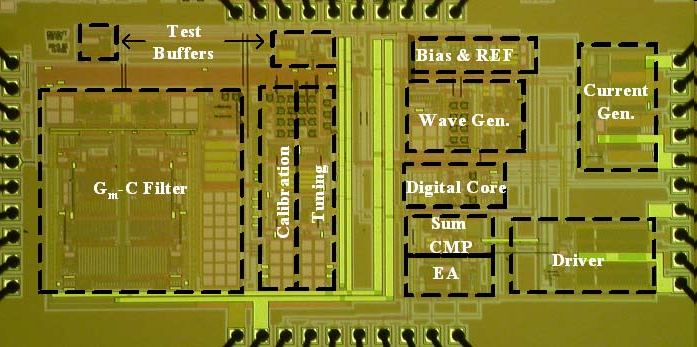 Test
Buffers
Bias & REF
Current
Gen.
Wave Gen.
Gm-C Filter
Calibration
Tuning
Digital Core
Sum
CMP
EA
Driver